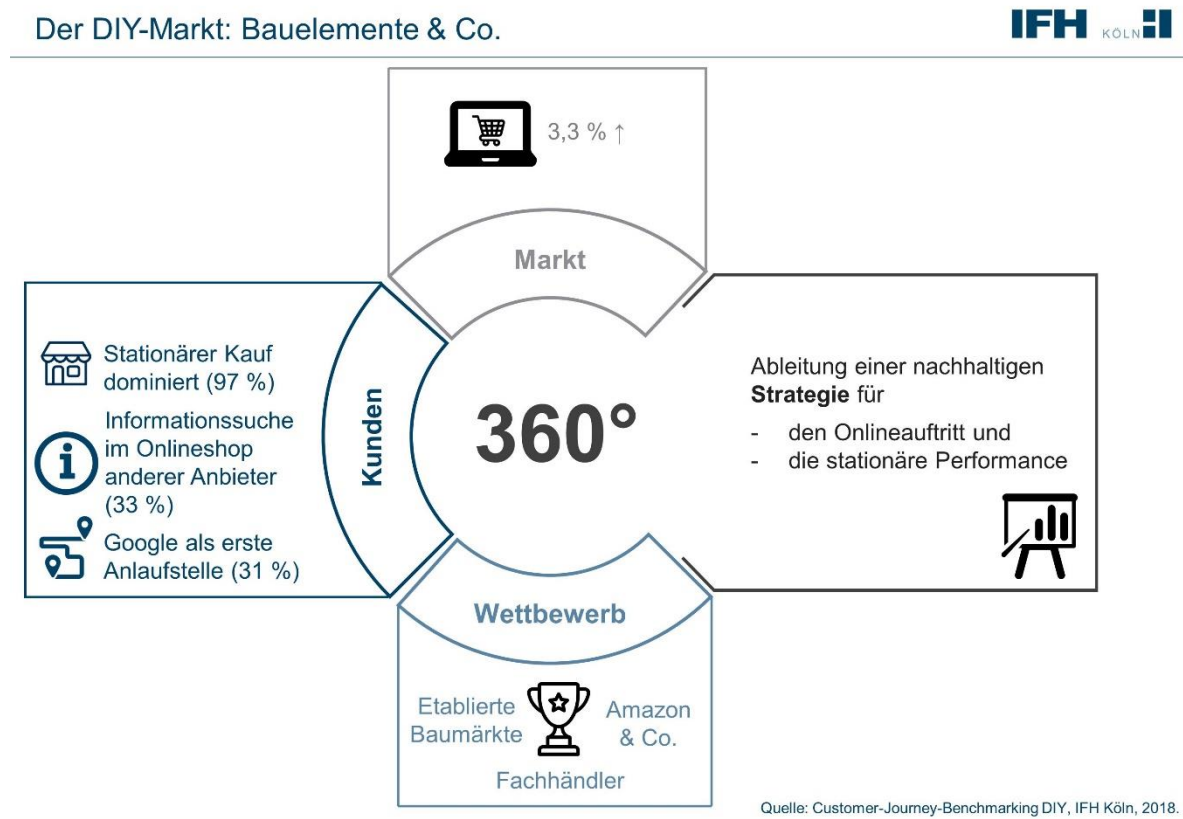 Der DIY-Markt: Bauelemente & Co.
IFH KÖLN
3,3 % ↑
Markt
Stationärer Kauf
dominiert (97 %)
Informationssuche
im Onlineshop
anderer Anbieter
(33 %)
Google als erste
Anlaufstelle (31 %)
Kunden
360°
Ableitung einer nachhaltigen
Strategie für
- den Onlineauftritt und
- die stationäre Performance
Wettbewerb
Etablierte
Baumärkte
Amazon
& Co.
Fachhändler
Quelle: Customer-Journey-Benchmarking DIY, IFH Köln, 2018.